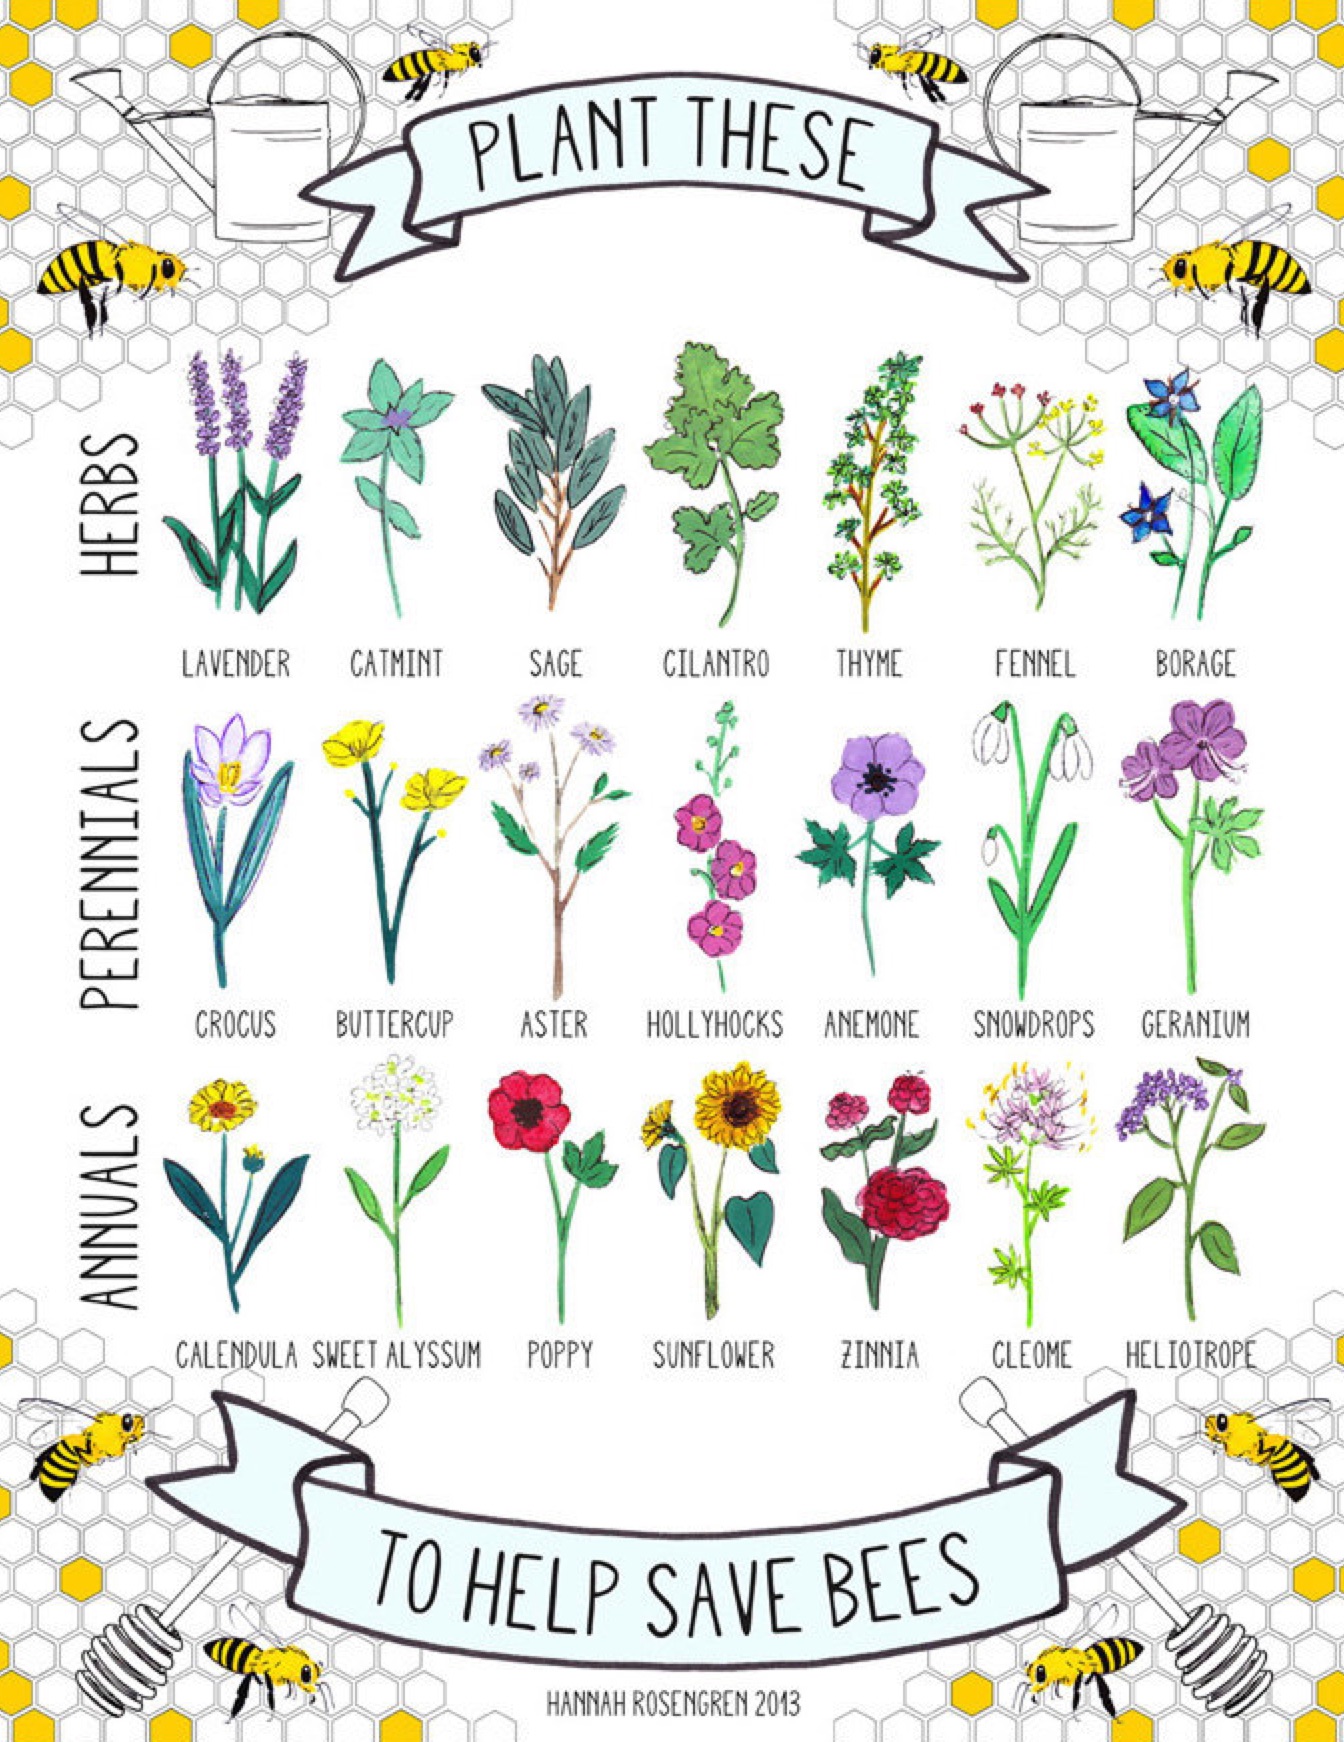 PLANT THESE
HERBS
LAVENDER CATMINT SAGE CILANTRO THYME FENNEL BORAGE
PERENNIALS
CROCUS BUTTERCUP ASTER HOLLYHOCKS ANEMONE SNOWDROPS GERANIUM
ANNUALS
CALENDULA SWEET ALYSSUM POPPY SUNFLOWER ZINNIA CLEOME HELIOTROPE
TO HELP SAVE BEES
HANNAH ROSENGREN 2013